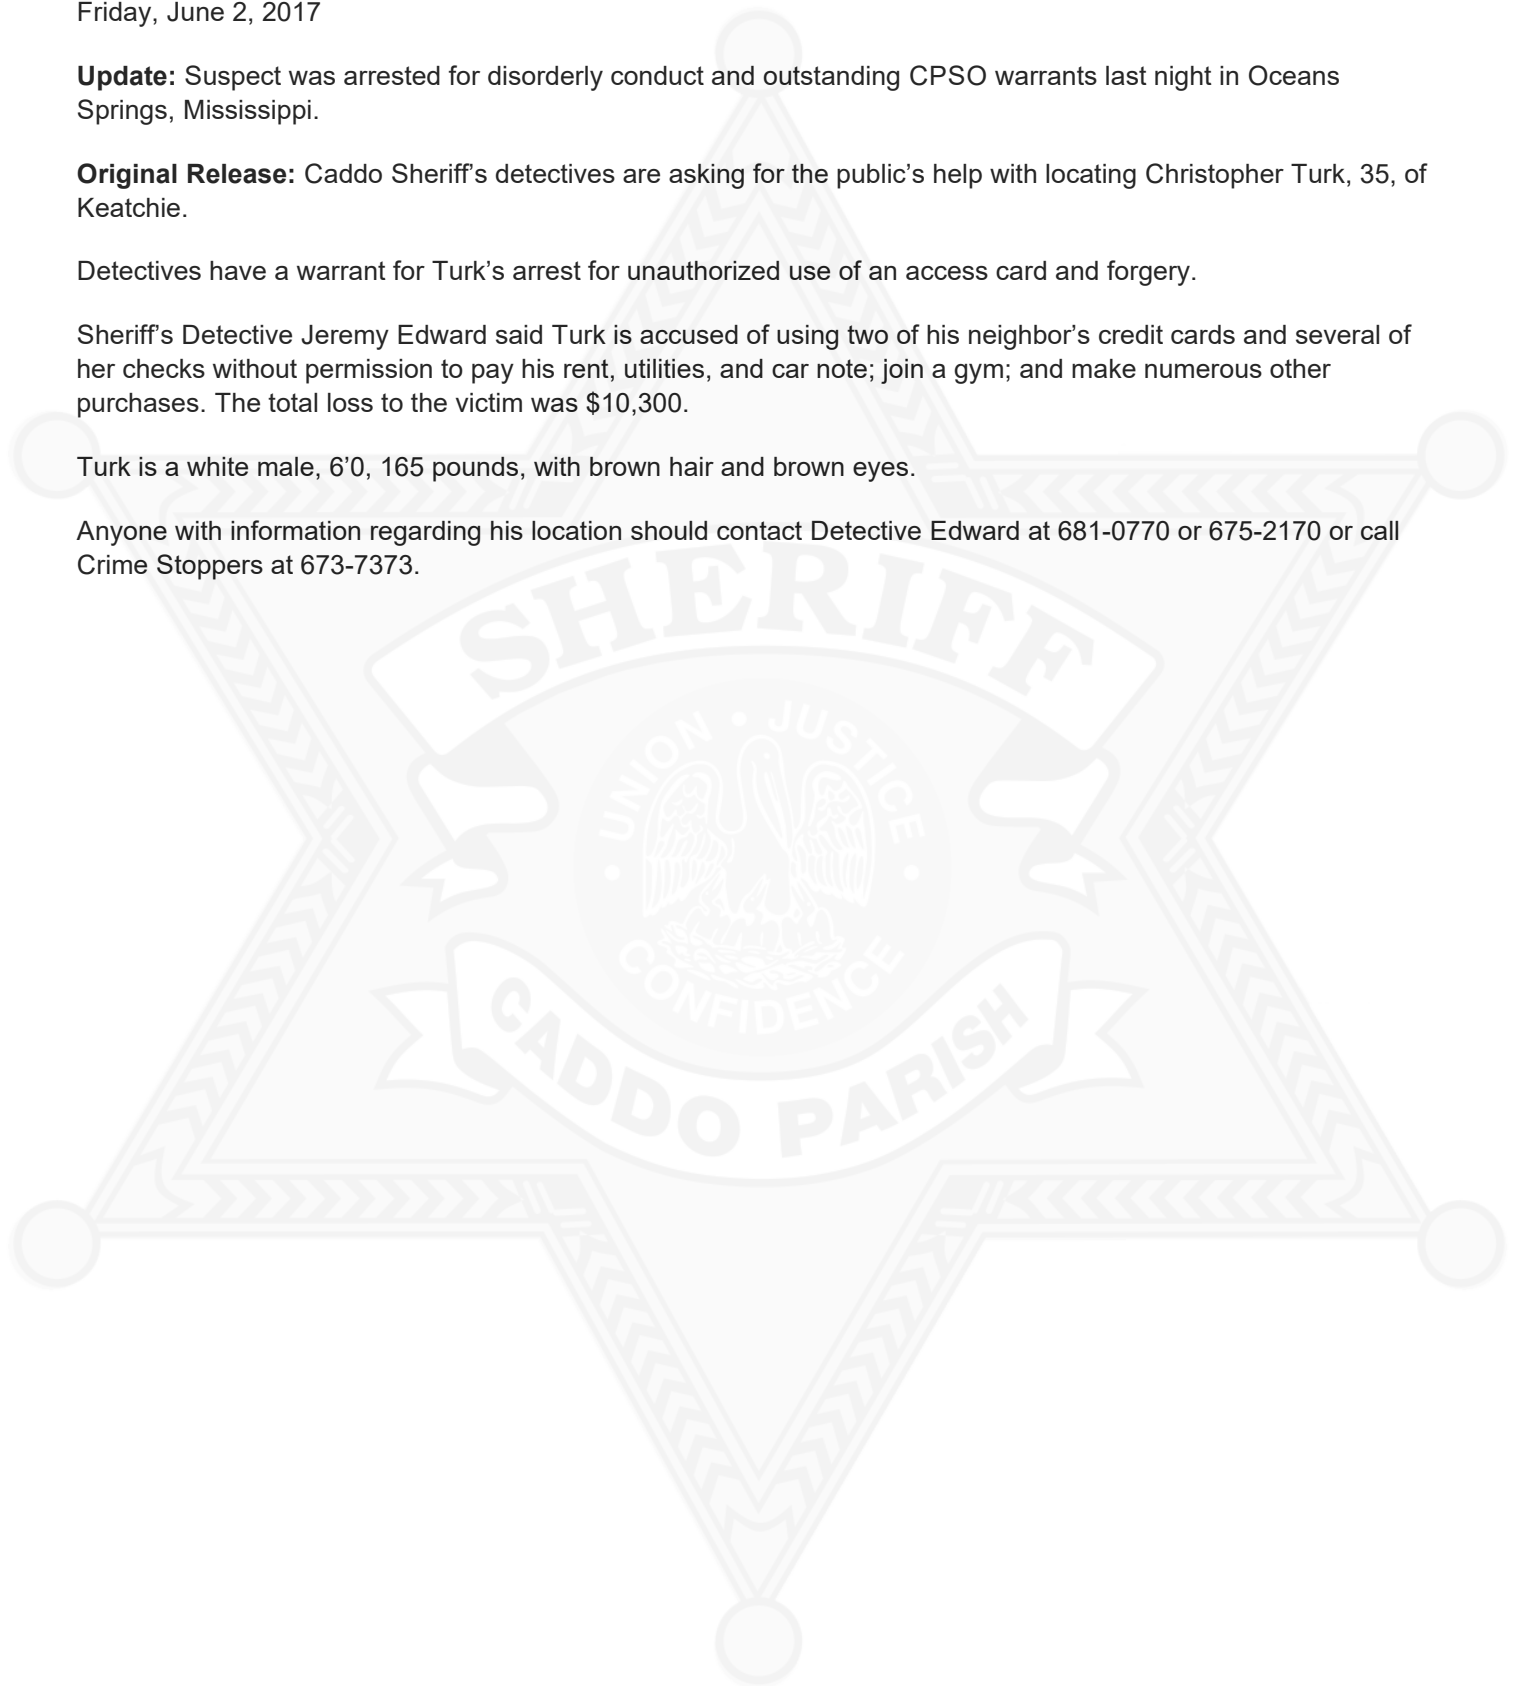 Friday, June 2, 2017
Update: Suspect was arrested for disorderly conduct and outstanding CPSO warrants last night in Oceans
Springs, Mississippi.
Original Release: Caddo Sheriff’s detectives are asking for the public’s help with locating Christopher Turk, 35, of
Keatchie.
Detectives have a warrant for Turk’s arrest for unauthorized use of an access card and forgery.
Sheriff’s Detective Jeremy Edward said Turk is accused of using two of his neighbor’s credit cards and several of
her checks without permission to pay his rent, utilities, and car note; join a gym; and make numerous other
purchases. The total loss to the victim was $10,300.
Turk is a white male, 6’0, 165 pounds, with brown hair and brown eyes.
Anyone with information regarding his location should contact Detective Edward at 681-0770 or 675-2170 or call
Crime Stoppers at 673-7373.
SHERIFF
UNION • JUSTICE
• CONFIDENCE •
CADDO PARISH